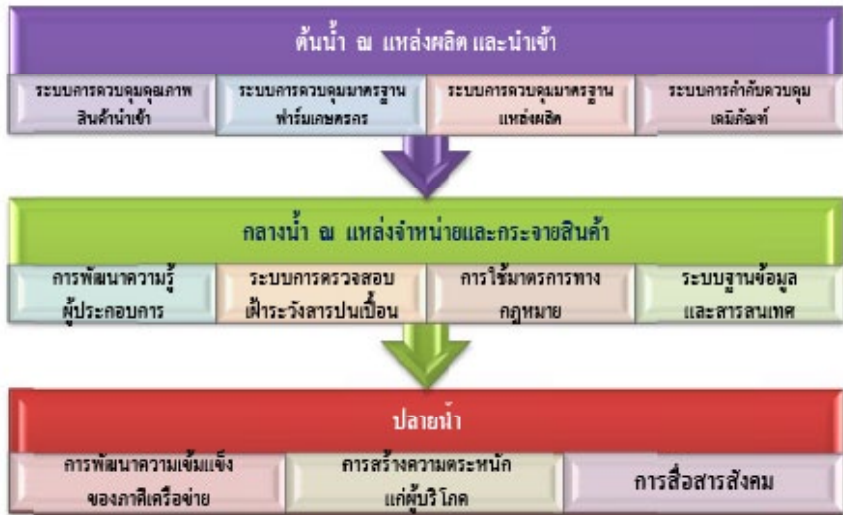 ต้นน้ำ ณ แหล่งผลิต และนำเข้า
ระบบการควบคุมคุณภาพ
สินค้านำเข้า
ระบบการควบคุมมาตรฐาน
ฟาร์มเกษตรกร
ระบบการควบคุมมาตรฐาน
แหล่งผลิต
ระบบการกำกับควบคุม
เคมีภัณฑ์
กลางน้ำ ณ แหล่งจำหน่ายและกระจายสินค้า
การพัฒนาความรู้
ผู้ประกอบการ
ระบบการตรวจสอบ
เฝ้าระวังสารปนเปื้อน
การใช้มาตรการทาง
กฎหมาย
ระบบฐานข้อมูล
และสารสนเทศ
ปลายน้ำ
การพัฒนาความเข้มแข็ง
ของภาคีเครือข่าย
การสร้างความตระหนัก
แก่ผู้บริโภค
การสื่อสารสังคม